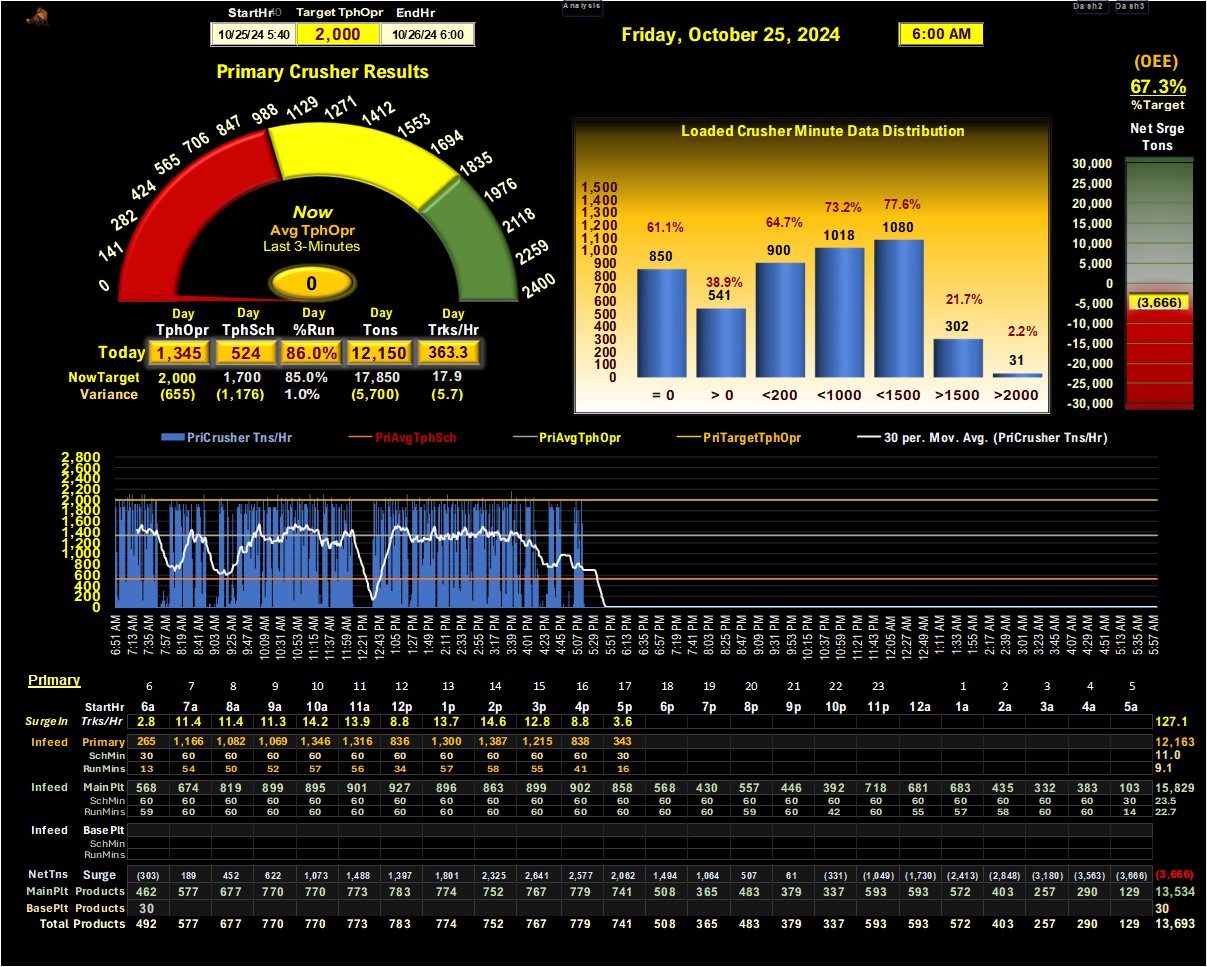 Analysis
Dash2 Dash3
StartHr Target TphOpr EndHr
10/25/24 5:40 2,000 10/26/24 6:00
Friday, October 25, 2024 6:00 AM
(OEE)
67.3%
%Target
Net Srge
Tons
30,000
25,000
20,000
15,000
10,000
5,000
0
(3,666)
-5,000
-10,000
-15,000
-20,000
-25,000
-30,000
Primary Crusher Results
0 141 282 424 565 706 847 988 1129 1271 1412 1553 1694 1835 1976 2118 2259 2400
Now
Avg TphOpr
Last 3-Minutes
0
Day Day Day Day Day
TphOpr TphSch %Run Tons Trks/Hr
Today 1,345 524 86.0% 12,150 363.3
NowTarget 2,000 1,700 85.0% 17,850 17.9
Variance (655) (1,176) 1.0% (5,700) (5.7)
Loaded Crusher Minute Data Distribution
1,500
1,400
1,300
1,200
1,100
1,000
900
800
700
600
500
400
300
200
100
0
61.1% 38.9% 64.7% 73.2% 77.6% 21.7% 2.2%
850 541 900 1018 1080 302 31
= 0 > 0 <200 <1000 <1500 >1500 >2000
PriCrusher Tns/Hr PriAvgTphSch PriAvgTphOpr PriTargetTphOpr 30 per. Mov. Avg. (PriCrusher Tns/Hr)
2,800
2,600
2,400
2,200
2,000
1,800
1,600
1,400
1,200
1,000
800
600
400
200
0
6:51 AM 7:13 AM 7:35 AM 7:57 AM 8:19 AM 8:41 AM 9:03 AM 9:25 AM 9:47 AM 10:09 AM 10:31 AM 10:53 AM 11:15 AM 11:37 AM 11:59 AM 12:21 PM 12:43 PM 1:05 PM 1:27 PM 1:49 PM 2:11 PM 2:33 PM 2:55 PM 3:17 PM 3:39 PM 4:01 PM 4:23 PM 4:45 PM 5:07 PM 5:29 PM 5:51 PM 6:13 PM 6:35 PM 6:57 PM 7:19 PM 7:41 PM 8:03 PM 8:25 PM 8:47 PM 9:09 PM 9:31 PM 9:53 PM 10:15 PM 10:37 PM 10:59 PM 11:21 PM 11:43 PM 12:05 AM 12:27 AM 12:49 AM 1:11 AM 1:33 AM 1:55 AM 2:17 AM 2:39 AM 3:01 AM 3:23 AM 3:45 AM 4:07 AM 4:29 AM 4:51 AM 5:13 AM 5:35 AM 5:57 AM
Primary
6 7 8 9 10 11 12 13 14 15 16 17 18 19 20 21 22 23 1 2 3 4 5
StartHr 6a 7a 8a 9a 10a 11a 12p 1p 2p 3p 4p 5p 6p 7p 8p 9p 10p 11p 12a 1a 2a 3a 4a 5a
SurgeIn Trks/Hr 2.8 11.4 11.4 11.3 14.2 13.9 8.8 13.7 14.6 12.8 8.8 3.6 127.1
Infeed Primary 265 1,166 1,082 1,069 1,346 1,316 836 1,300 1,387 1,215 838 343 12,163
SchMin 30 60 60 60 60 60 60 60 60 60 60 30 11.0
RunMins 13 54 50 52 57 56 34 57 58 55 41 16 9.1
Infeed MainPlt 568 674 819 899 895 901 927 896 863 899 902 858 568 430 557 446 392 718 681 683 435 332 383 103 15,829
SchMin 60 60 60 60 60 60 60 60 60 60 60 60 60 60 60 60 60 60 60 60 60 60 60 30 23.5
RunMins 59 60 60 60 60 60 60 60 60 60 60 60 60 60 59 60 42 60 55 57 58 60 60 14 22.7
Infeed Base Plt
SchMin
RunMins
NetTns Surge (303) 189 452 622 1,073 1,488 1,397 1,801 2,325 2,641 2,577 2,062 1,494 1,064 507 61 (331) (1,049) (1,730) (2,413) (2,848) (3,180) (3,563) (3,666) (3,666)
MainPlt Products 462 577 677 770 770 773 783 774 752 767 779 741 508 365 483 379 337 593 593 572 403 257 290 129 13,534
BasePlt Products 30 30
Total Products 492 577 677 770 770 773 783 774 752 767 779 741 508 365 483 379 337 593 593 572 403 257 290 129 13,693